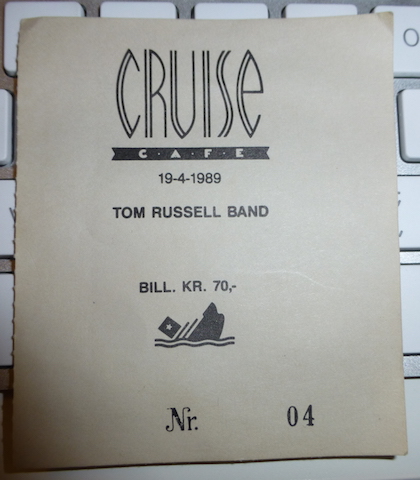 CRUISe
C·A·F·E
19-4-1989
TOM RUSSELL BAND
BILL. KR. 70,-
Nr. 04